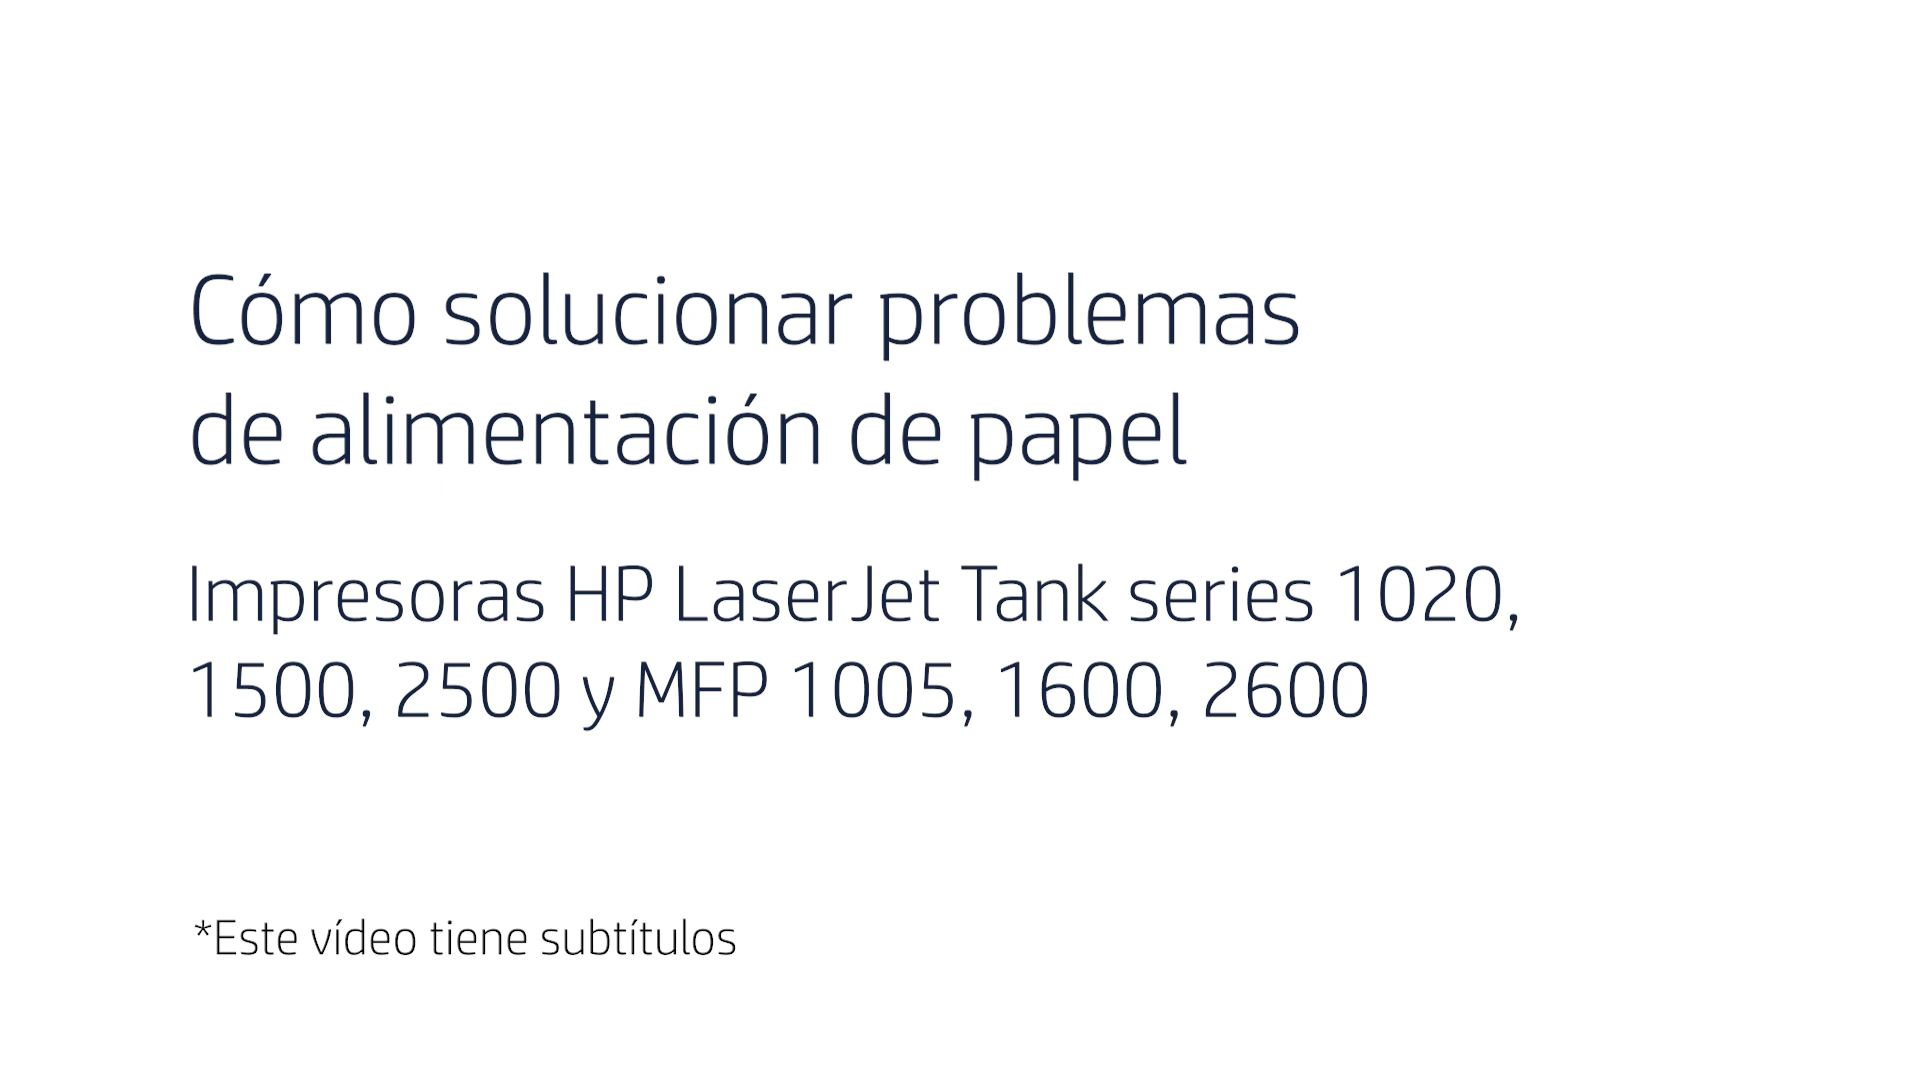 Cómo solucionar problemas
de alimentación de papel
Impresoras HP LaserJet Tank series 1020,
1500, 2500 y MFP 1005, 1600, 2600
*Este vídeo tiene subtítulos